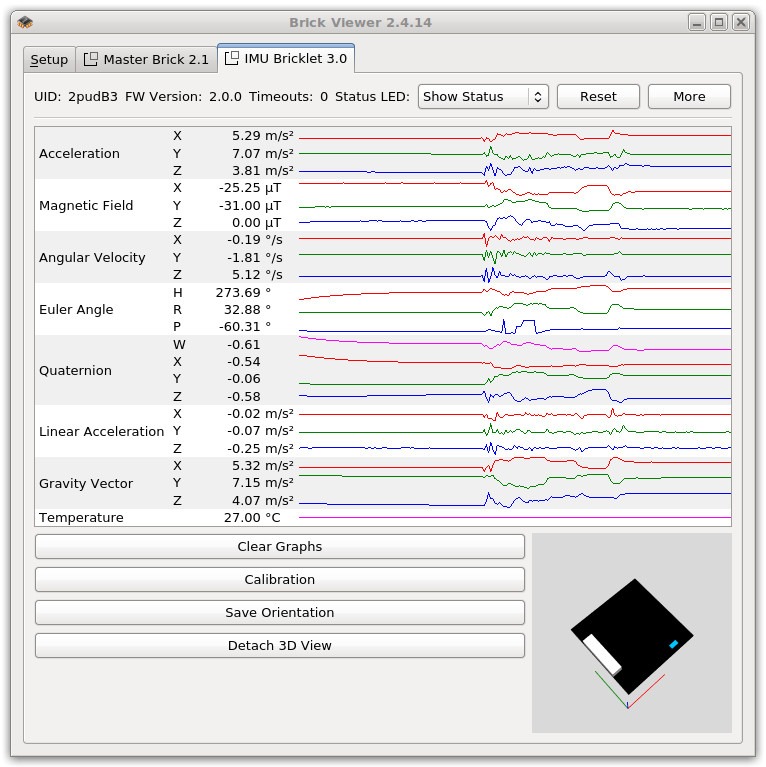 Brick Viewer 2.4.14
Setup Master Brick 2.1 IMU Bricklet 3.0
UID: 2pudB3 FW Version: 2.0.0 Timeouts: 0 Status LED: Show Status Reset More
Acceleration
X 5.29 m/s²
Y 7.07 m/s²
Z 3.81 m/s²
Magnetic Field
X -25.25 µT
Y -31.00 µT
Z 0.00 µT
Angular Velocity
X -0.19 °/s
Y -1.81 °/s
Z 5.12 °/s
Euler Angle
H 273.69 °
R 32.88 °
P -60.31 °
Quaternion
W -0.61
X -0.54
Y -0.06
Z -0.58
Linear Acceleration
X -0.02 m/s²
Y -0.07 m/s²
Z -0.25 m/s²
Gravity Vector
X 5.32 m/s²
Y 7.15 m/s²
Z 4.07 m/s²
Temperature 27.00 °C
Clear Graphs
Calibration
Save Orientation
Detach 3D View